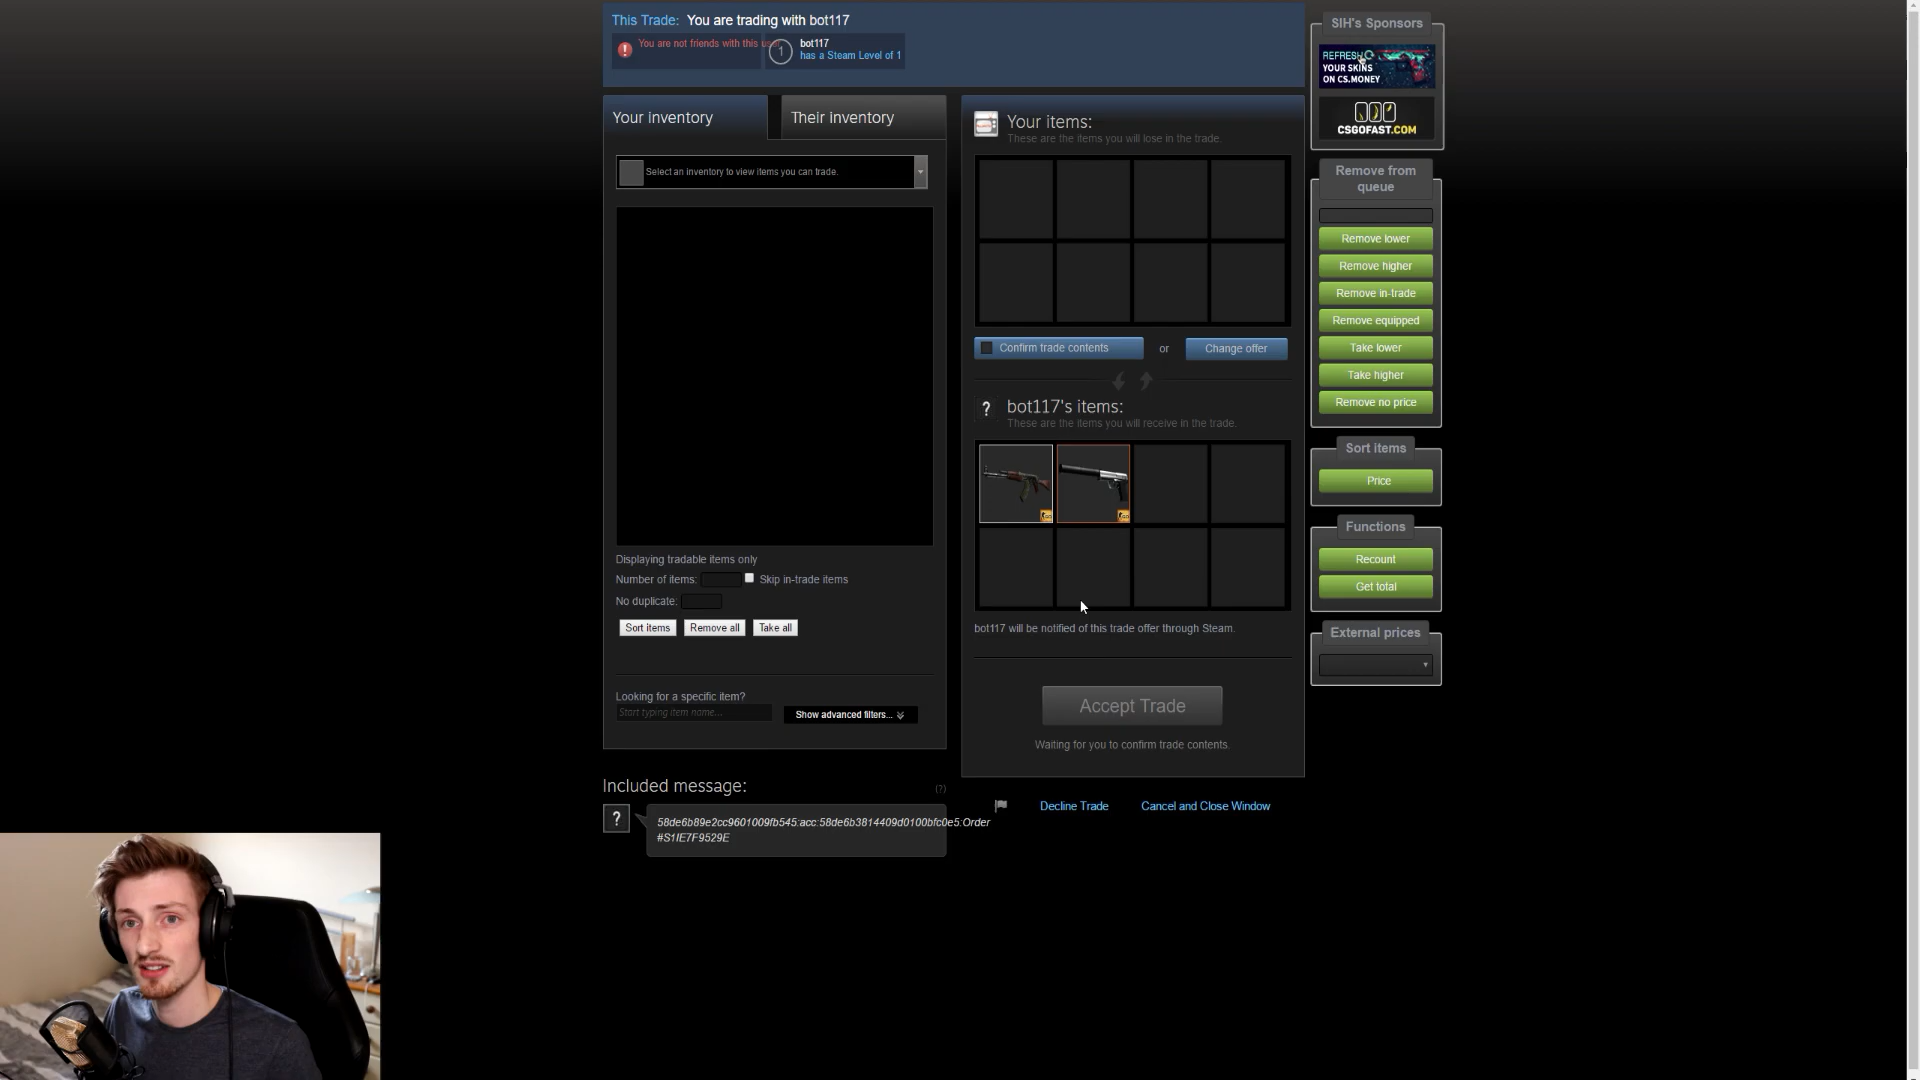 This Trade: You are trading with bot117
You are not friends with this user
1
bot117
has a Steam Level of 1
Your inventory
Their inventory
Select an inventory to view items you can trade.
Displaying tradable items only
Number of items:
Skip in-trade items
No duplicate:
Sort items
Remove all
Take all
Looking for a specific item?
Start typing item name...
Show advanced filters...
Included message:
(?)
?
58de6b89e2cc9601009fb545:acc:58de6b3814409d0100bfc0e5:Order
#S1IE7F9529E
Your items:
These are the items you will lose in the trade.
Confirm trade contents
or
Change offer
?
bot117's items:
These are the items you will receive in the trade.
bot117 will be notified of this trade offer through Steam.
Accept Trade
Waiting for you to confirm trade contents.
Decline Trade
Cancel and Close Window
SIH's Sponsors
REFRESH
YOUR SKINS
ON CS.MONEY
CSGOFAST.COM
Remove from
queue
Remove lower
Remove higher
Remove in-trade
Remove equipped
Take lower
Take higher
Remove no price
Sort items
Price
Functions
Recount
Get total
External prices